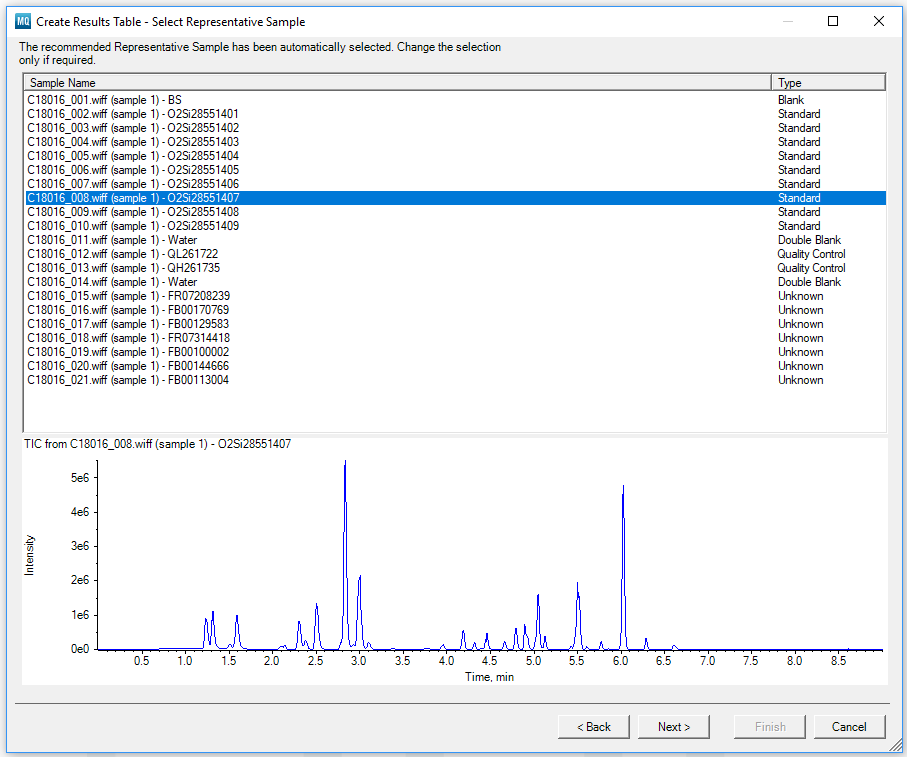 MQ Create Results Table - Select Representative Sample
The recommended Representative Sample has been automatically selected. Change the selection
only if required.
Sample Name Type
C18016_001.wiff (sample 1) - BS Blank
C18016_002.wiff (sample 1) - O2Si28551401 Standard
C18016_003.wiff (sample 1) - O2Si28551402 Standard
C18016_004.wiff (sample 1) - O2Si28551403 Standard
C18016_005.wiff (sample 1) - O2Si28551404 Standard
C18016_006.wiff (sample 1) - O2Si28551405 Standard
C18016_007.wiff (sample 1) - O2Si28551406 Standard
C18016_008.wiff (sample 1) - O2Si28551407 Standard
C18016_009.wiff (sample 1) - O2Si28551408 Standard
C18016_010.wiff (sample 1) - O2Si28551409 Standard
C18016_011.wiff (sample 1) - Water Double Blank
C18016_012.wiff (sample 1) - QL261722 Quality Control
C18016_013.wiff (sample 1) - QH261735 Quality Control
C18016_014.wiff (sample 1) - Water Double Blank
C18016_015.wiff (sample 1) - FR07208239 Unknown
C18016_016.wiff (sample 1) - FB00170769 Unknown
C18016_017.wiff (sample 1) - FB00129583 Unknown
C18016_018.wiff (sample 1) - FR07314418 Unknown
C18016_019.wiff (sample 1) - FB00100002 Unknown
C18016_020.wiff (sample 1) - FB00144666 Unknown
C18016_021.wiff (sample 1) - FB00113004 Unknown
TIC from C18016_008.wiff (sample 1) - O2Si28551407
5e6
4e6
3e6
2e6
1e6
0e0
Intensity
0.5 1.0 1.5 2.0 2.5 3.0 3.5 4.0 4.5 5.0 5.5 6.0 6.5 7.0 7.5 8.0 8.5
Time, min
< Back Next > Finish Cancel